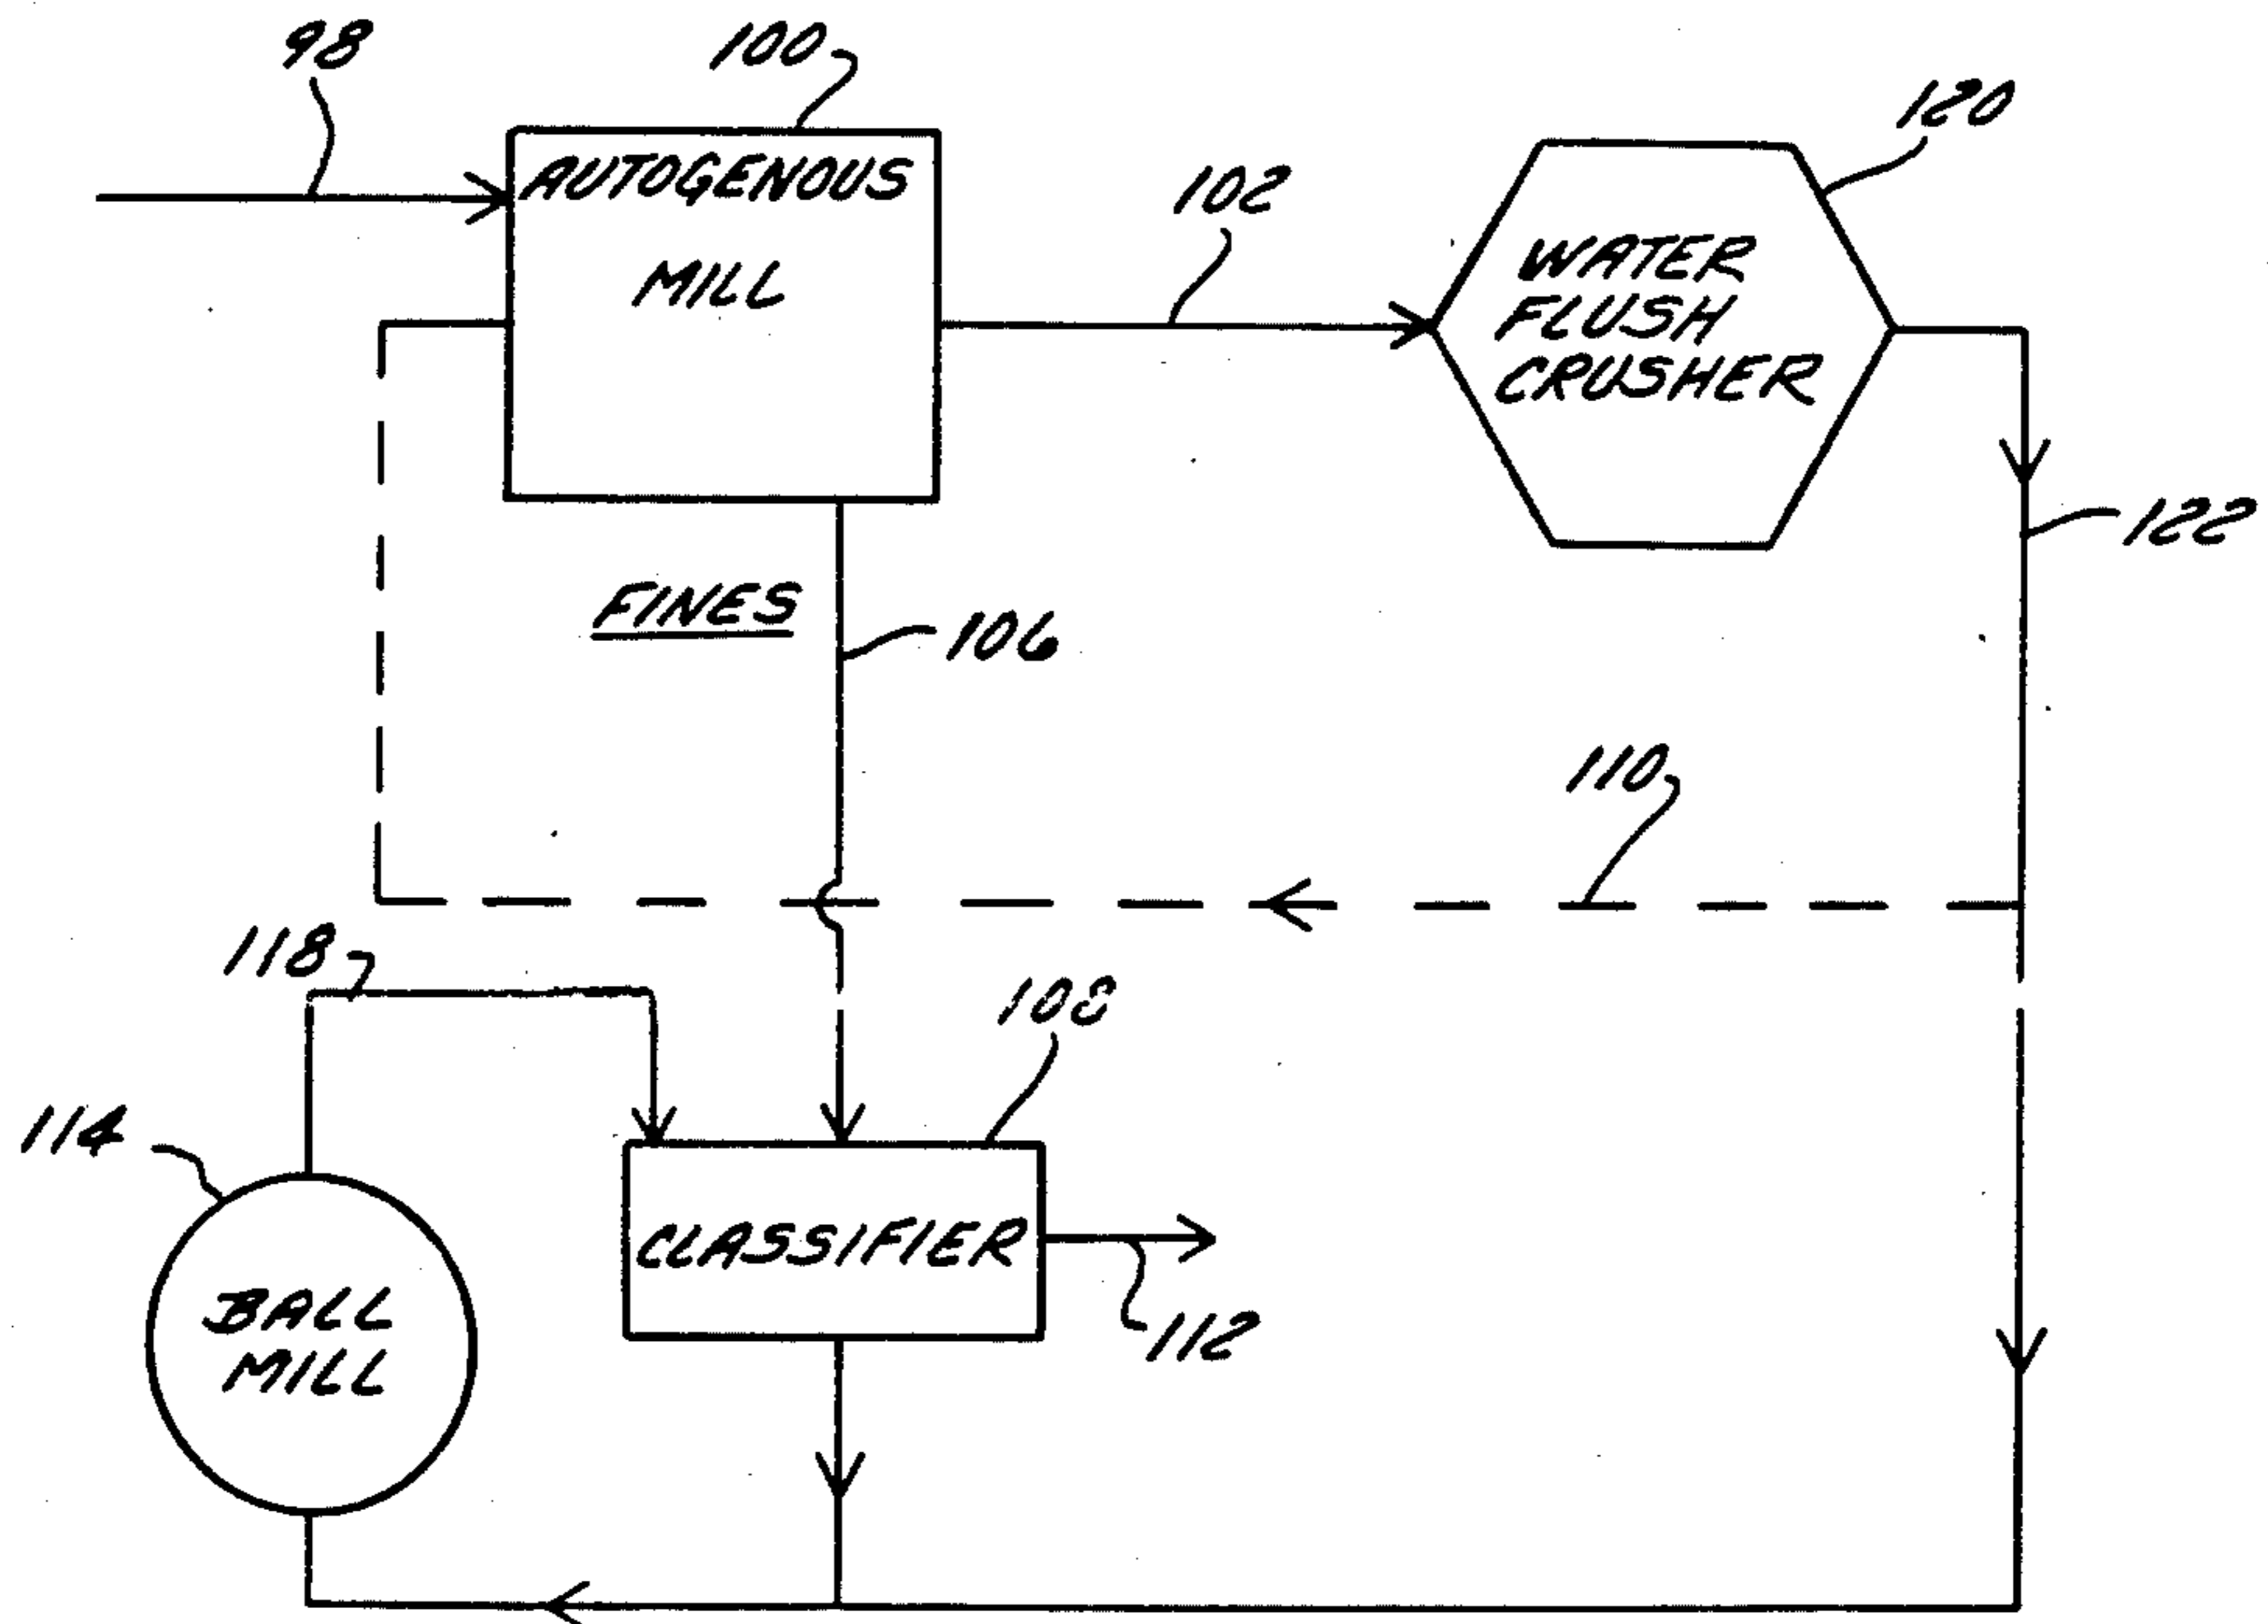 98
100
120
AUTOGENOUS
MILL
102
WATER
FLUSH
CRUSHER
122
FINES
106
110
118
108
114
CLASSIFIER
BALL
MILL
112